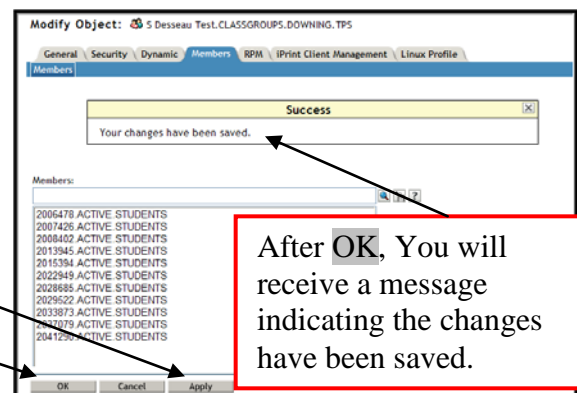 Modify Object: S Desseau Test.CLASSGROUPS.DOWNING.TPS
General Security Dynamic Members RPM iPrint Client Management Linux Profile
Members
Success
Your changes have been saved.
Members:
2006478.ACTIVE.STUDENTS
2007426.ACTIVE.STUDENTS
2008402.ACTIVE.STUDENTS
2013945.ACTIVE.STUDENTS
2015394.ACTIVE.STUDENTS
2022949.ACTIVE.STUDENTS
2028685.ACTIVE.STUDENTS
2029522.ACTIVE.STUDENTS
2033873.ACTIVE.STUDENTS
2037079.ACTIVE.STUDENTS
2041290.ACTIVE.STUDENTS
OK Cancel Apply
After OK, You will
receive a message
indicating the changes
have been saved.